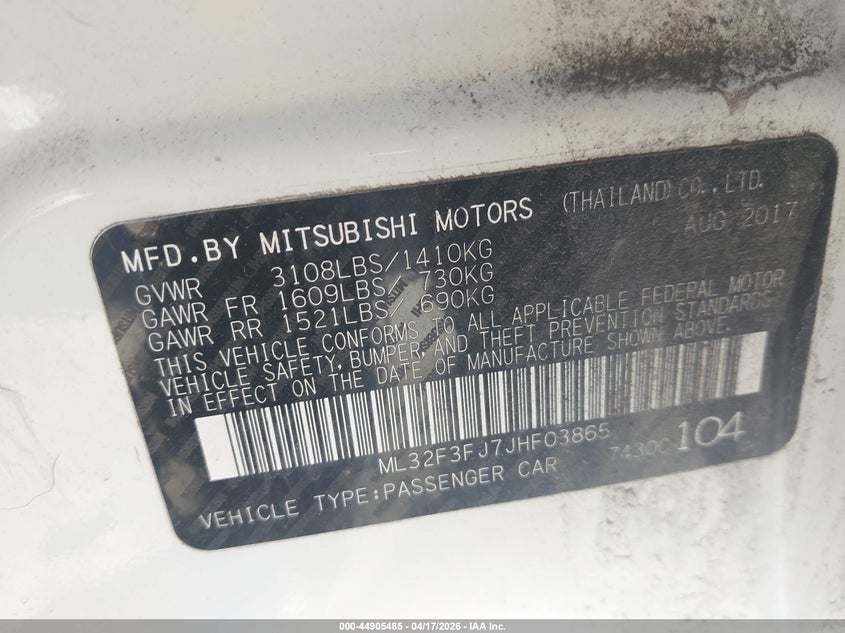 MFD.BY MITSUBISHI MOTORS (THAILAND) CO.,LTD.
AUG 2017
GVWR 3108LBS/1410KG
GAWR FR 1609LBS/ 730KG
GAWR RR 1521LBS/ 690KG
THIS VEHICLE CONFORMS TO ALL APPLICABLE FEDERAL MOTOR
VEHICLE SAFETY, BUMPER, AND THEFT PREVENTION STANDARDS
IN EFFECT ON THE DATE OF MANUFACTURE SHOWN ABOVE.
ML32F3FJ7JHF03865
74300 104
VEHICLE TYPE:PASSENGER CAR
000-44905485 - 04/17/2026 - IAA Inc.